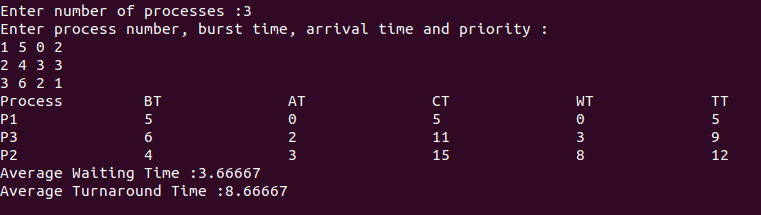 Enter number of processes :3
Enter process number, burst time, arrival time and priority :
1 5 0 2
2 4 3 3
3 6 2 1
Process BT AT CT WT TT
P1 5 0 5 0 5
P3 6 2 11 3 9
P2 4 3 15 8 12
Average Waiting Time :3.66667
Average Turnaround Time :8.66667